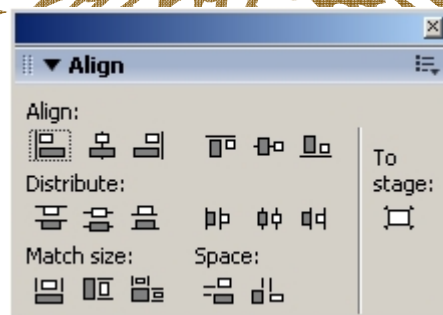 Align
Align:
To
stage:
Distribute:
Match size:
Space: